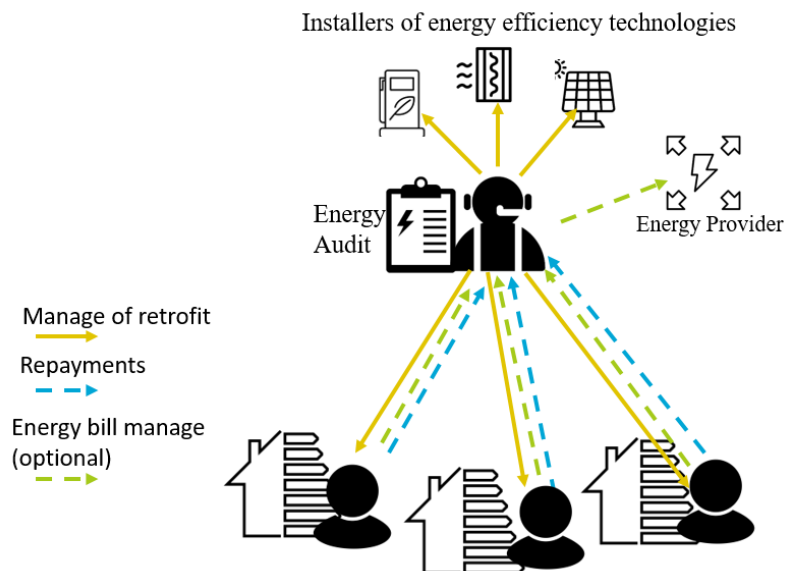 Installers of energy efficiency technologies
Energy
Audit
Energy Provider
Manage of retrofit
Repayments
Energy bill manage
(optional)